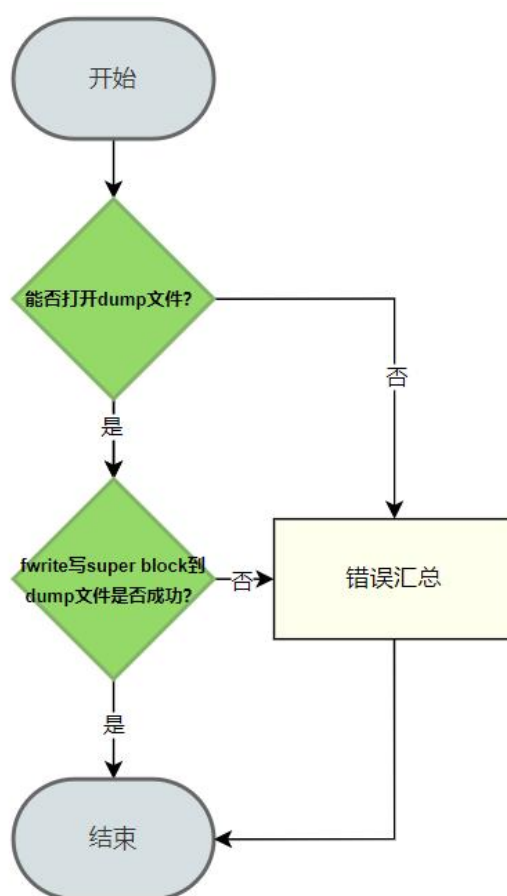 开始
能否打开dump文件？
否
是
fwrite写super block到
dump文件是否成功？
否
错误汇总
是
结束